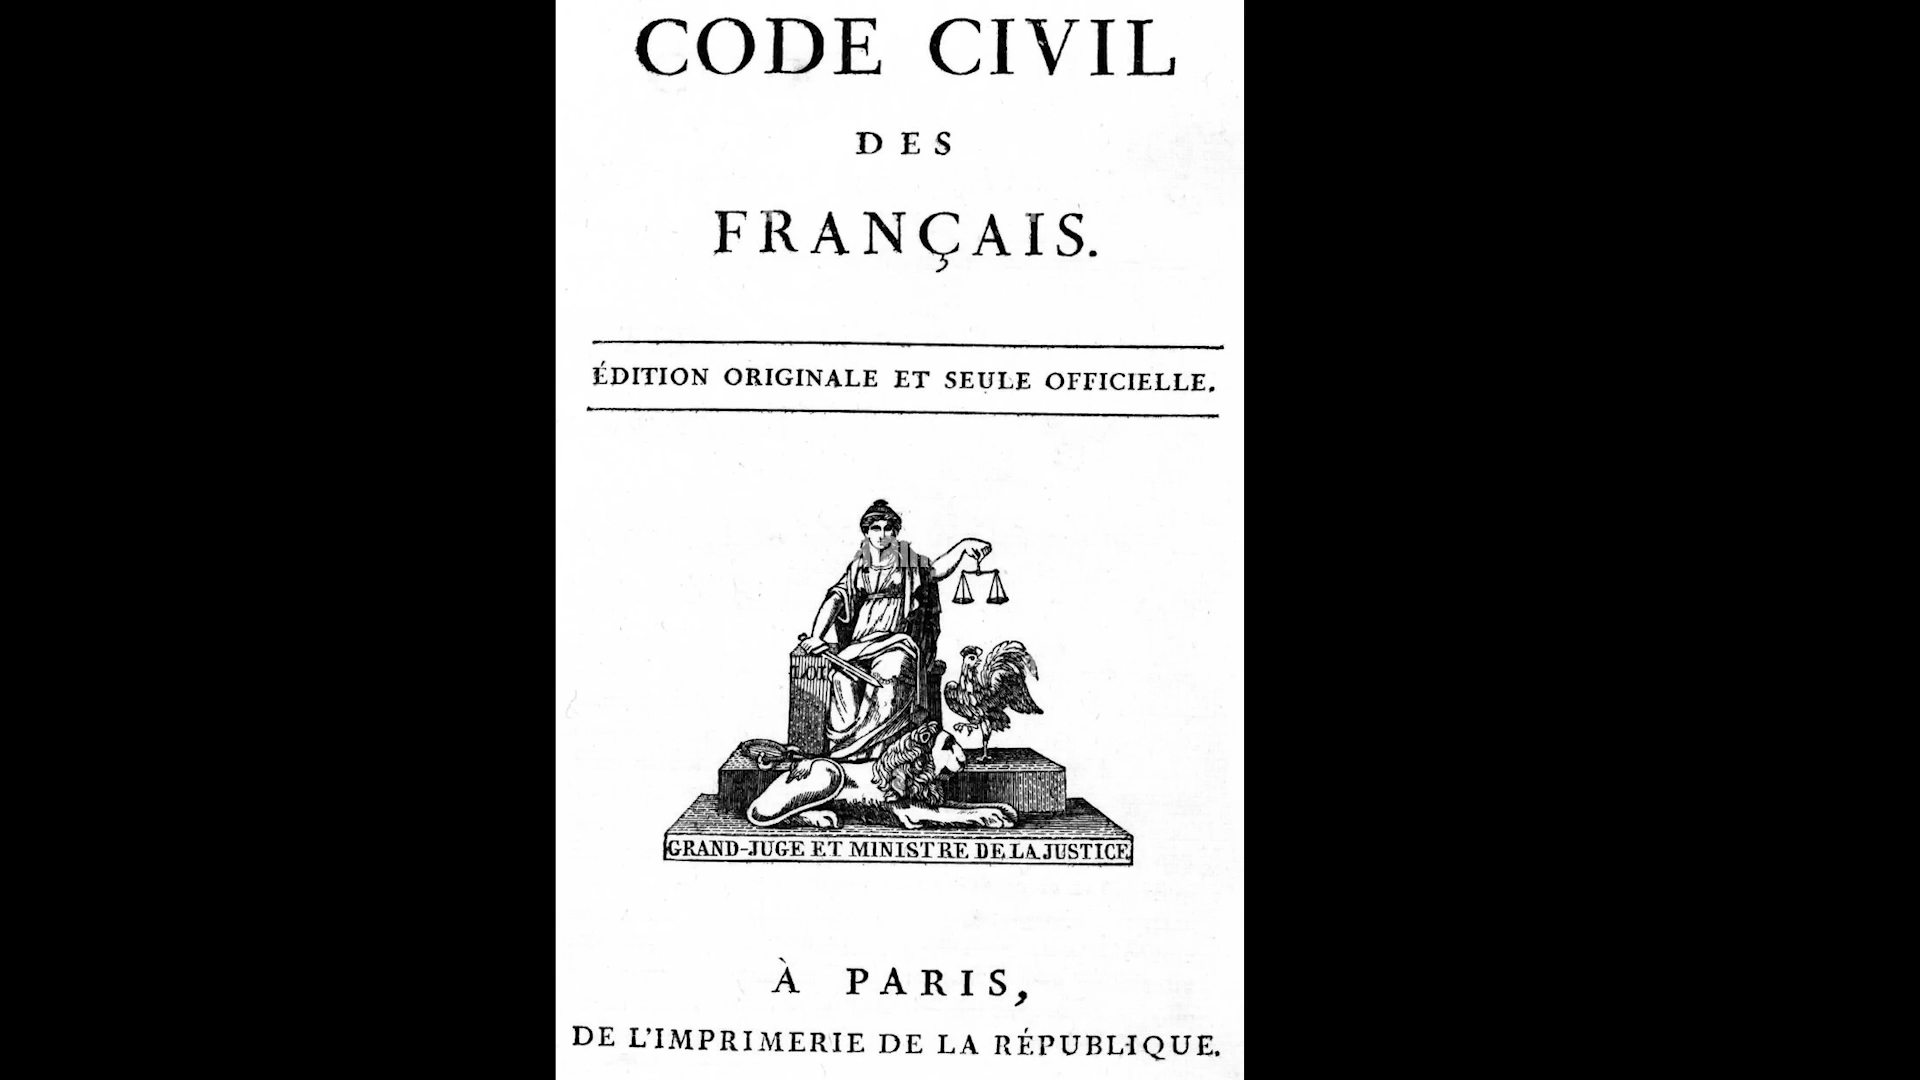 CODE CIVIL
DES
FRANÇAIS.
ÉDITION ORIGINALE ET SEULE OFFICIELLE.
LOI
GRAND-JUGE ET MINISTRE DE LA JUSTICE
À PARIS,
DE L'IMPRIMERIE DE LA RÉPUBLIQUE.